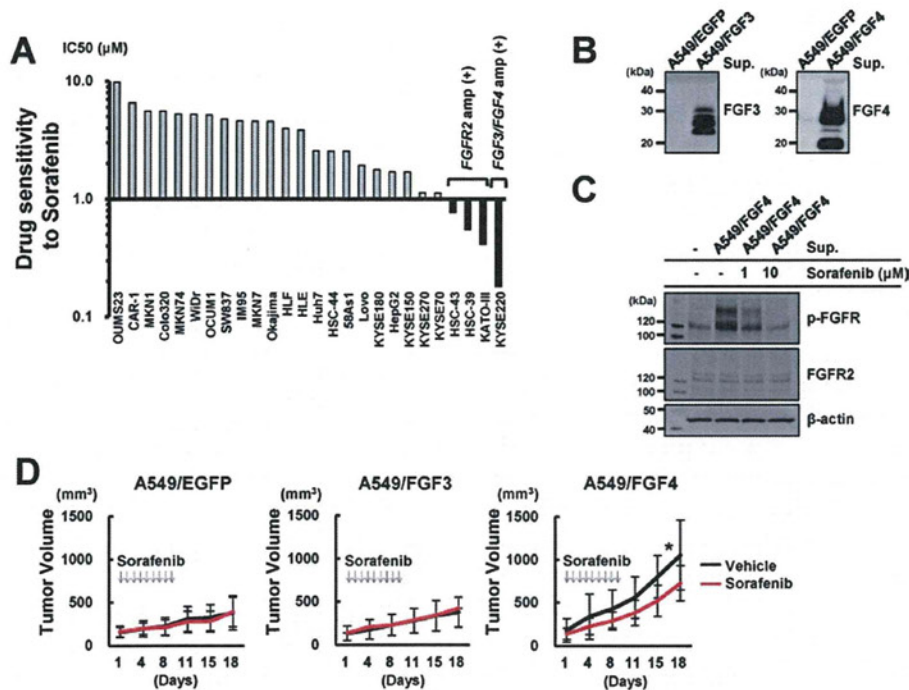 A
IC50 (μM)
Drug sensitivity
to Sorafenib
10.0
1.0
0.1
FGFR2 amp (+)
FGF3/FGF4 amp (+)
OUMS23
CAR-1
MKN1
Colo320
MKN74
WiDr
OCUM1
SW837
IM95
MKN7
Okajima
HLF
HLE
Huh7
HSC-44
58As1
Lovo
KYSE180
HepG2
KYSE150
KYSE270
KYSE70
HSC-43
HSC-39
KATO-III
KYSE220
B
A549/EGFP
A549/FGF3
(kDa)
Sup.
40
30
20
FGF3
A549/EGFP
A549/FGF4
(kDa)
Sup.
40
30
20
FGF4
C
- A549/FGF4 A549/FGF4 A549/FGF4
Sup.
- - 1 10 Sorafenib (μM)
(kDa)
120
100
p-FGFR
120
100
FGFR2
50
40
β-actin
D
A549/EGFP
(mm³)
Tumor Volume
1500
1000
500
0
Sorafenib
1 4 8 11 15 18
(Days)
A549/FGF3
(mm³)
Tumor Volume
1500
1000
500
0
Sorafenib
1 4 8 11 15 18
(Days)
A549/FGF4
(mm³)
Tumor Volume
1500
1000
500
0
Sorafenib
*
1 4 8 11 15 18
(Days)
Vehicle
Sorafenib